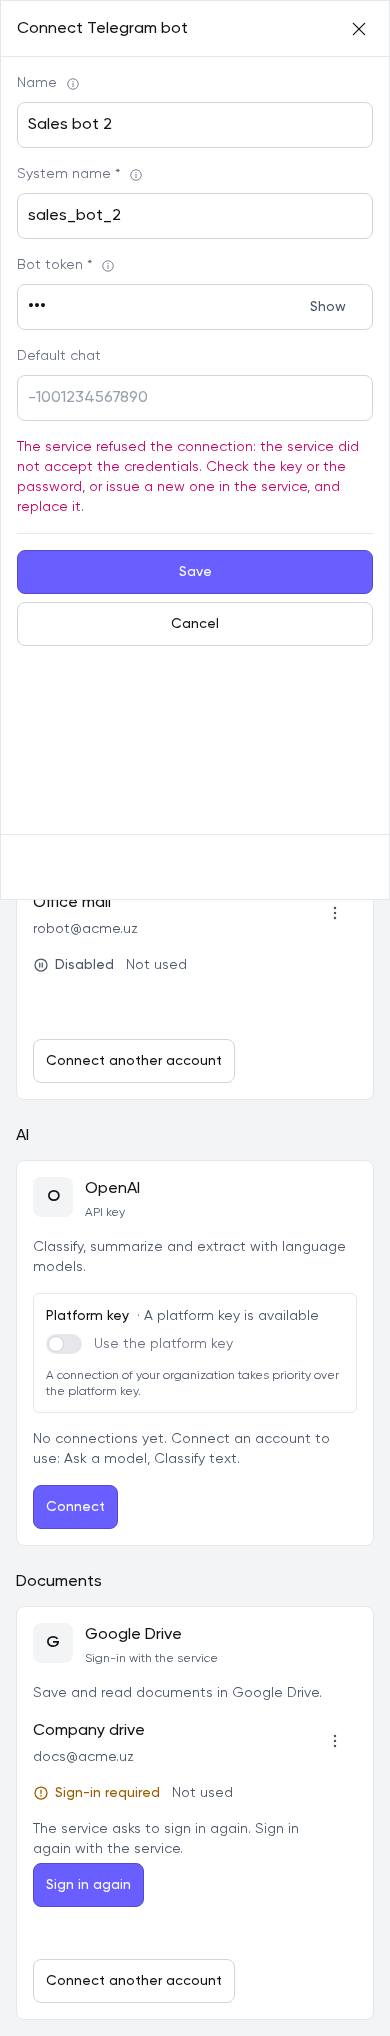 Connect Telegram bot
Name
Sales bot 2
System name *
sales_bot_2
Bot token *
•••
Show
Default chat
-1001234567890
The service refused the connection: the service did
not accept the credentials. Check the key or the
password, or issue a new one in the service, and
replace it.
Save
Cancel
Office mail
robot@acme.uz
Disabled Not used
Connect another account
AI
O
OpenAI
API key
Classify, summarize and extract with language
models.
Platform key · A platform key is available
Use the platform key
A connection of your organization takes priority over
the platform key.
No connections yet. Connect an account to
use: Ask a model, Classify text.
Connect
Documents
G
Google Drive
Sign-in with the service
Save and read documents in Google Drive.
Company drive
docs@acme.uz
Sign-in required Not used
The service asks to sign in again. Sign in
again with the service.
Sign in again
Connect another account